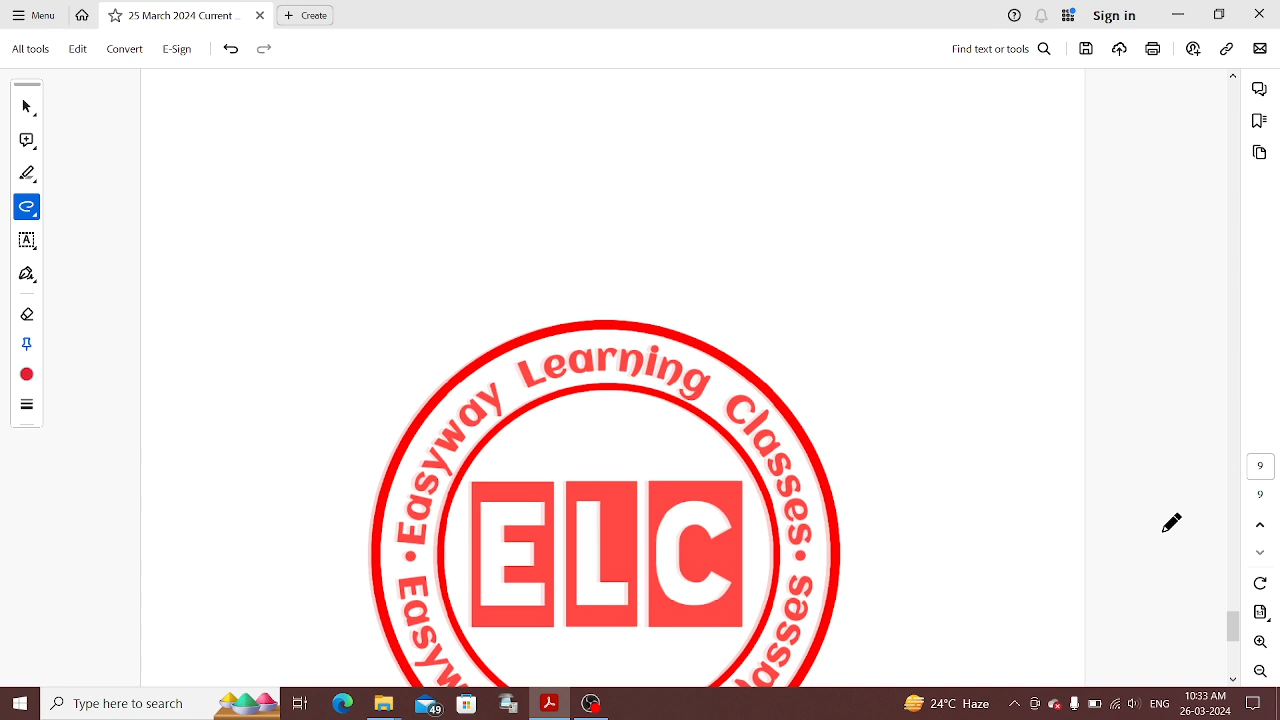 Menu
25 March 2024 Current ...
Create
Sign in
All tools
Edit
Convert
E-Sign
Find text or tools
Easyway Learning Classes
ELC
9
9
Type here to search
49
24°C Haze
ENG
10:33 AM
26-03-2024